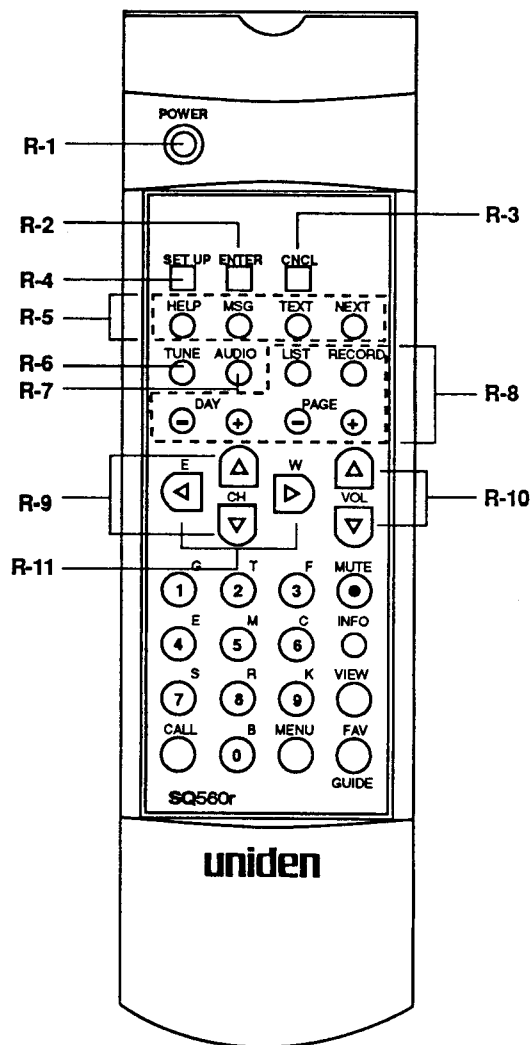 POWER
R-1
R-2
R-3
SET UP ENTER CNCL
R-4
R-5
HELP MSG TEXT NEXT
R-6
TUNE AUDIO LIST RECORD
R-7
R-8
DAY PAGE
− + − +
E W
R-9
CH VOL
R-10
R-11
G T F MUTE
1 2 3
E M C INFO
4 5 6
S R K VIEW
7 8 9
CALL B MENU FAV
0
GUIDE
SQ560r
uniden